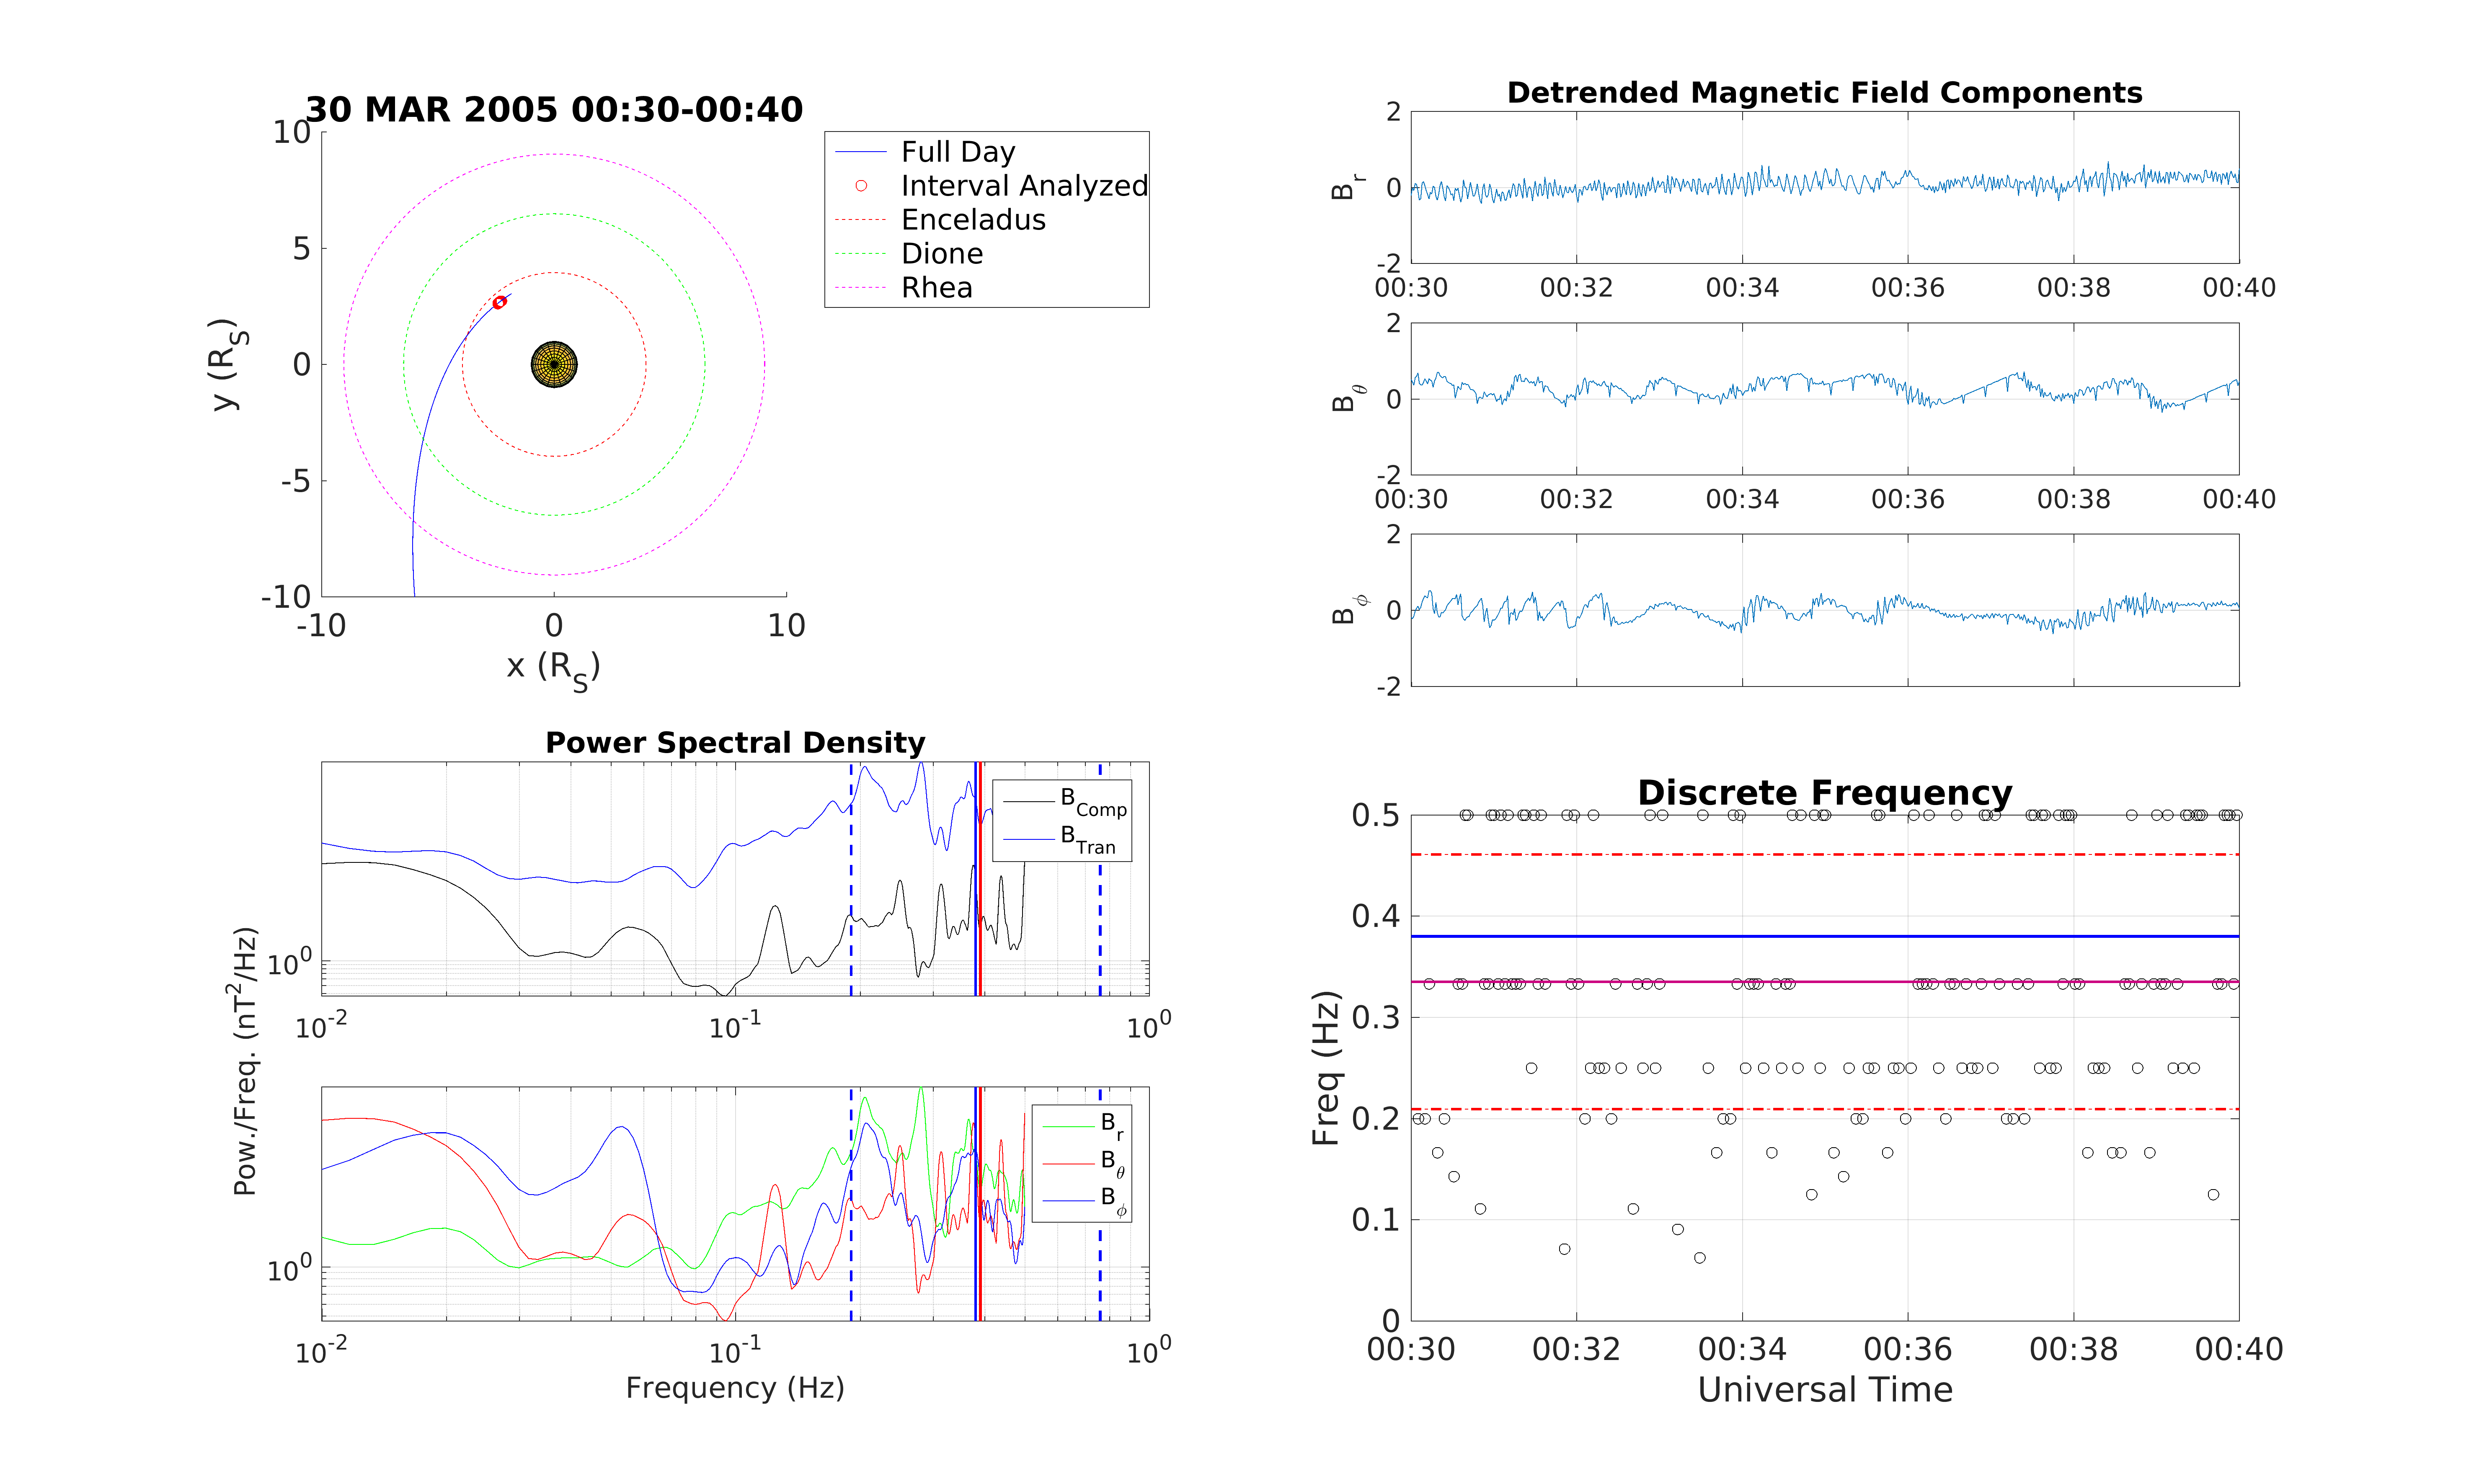 30 MAR 2005 00:30-00:40
10
5
0
-5
-10
-10
0
10
y (R_S)
x (R_S)
Full Day
Interval Analyzed
Enceladus
Dione
Rhea
Detrended Magnetic Field Components
2
0
-2
B_r
00:30 00:32 00:34 00:36 00:38 00:40
2
0
-2
B_θ
00:30 00:32 00:34 00:36 00:38 00:40
2
0
-2
B_ϕ
Power Spectral Density
10^0
10^-2 10^-1 10^0
B_Comp
B_Tran
Pow./Freq. (nT^2/Hz)
10^0
10^-2 10^-1 10^0
B_r
B_θ
B_ϕ
Frequency (Hz)
Discrete Frequency
0.5
0.4
0.3
0.2
0.1
0
Freq (Hz)
00:30 00:32 00:34 00:36 00:38 00:40
Universal Time